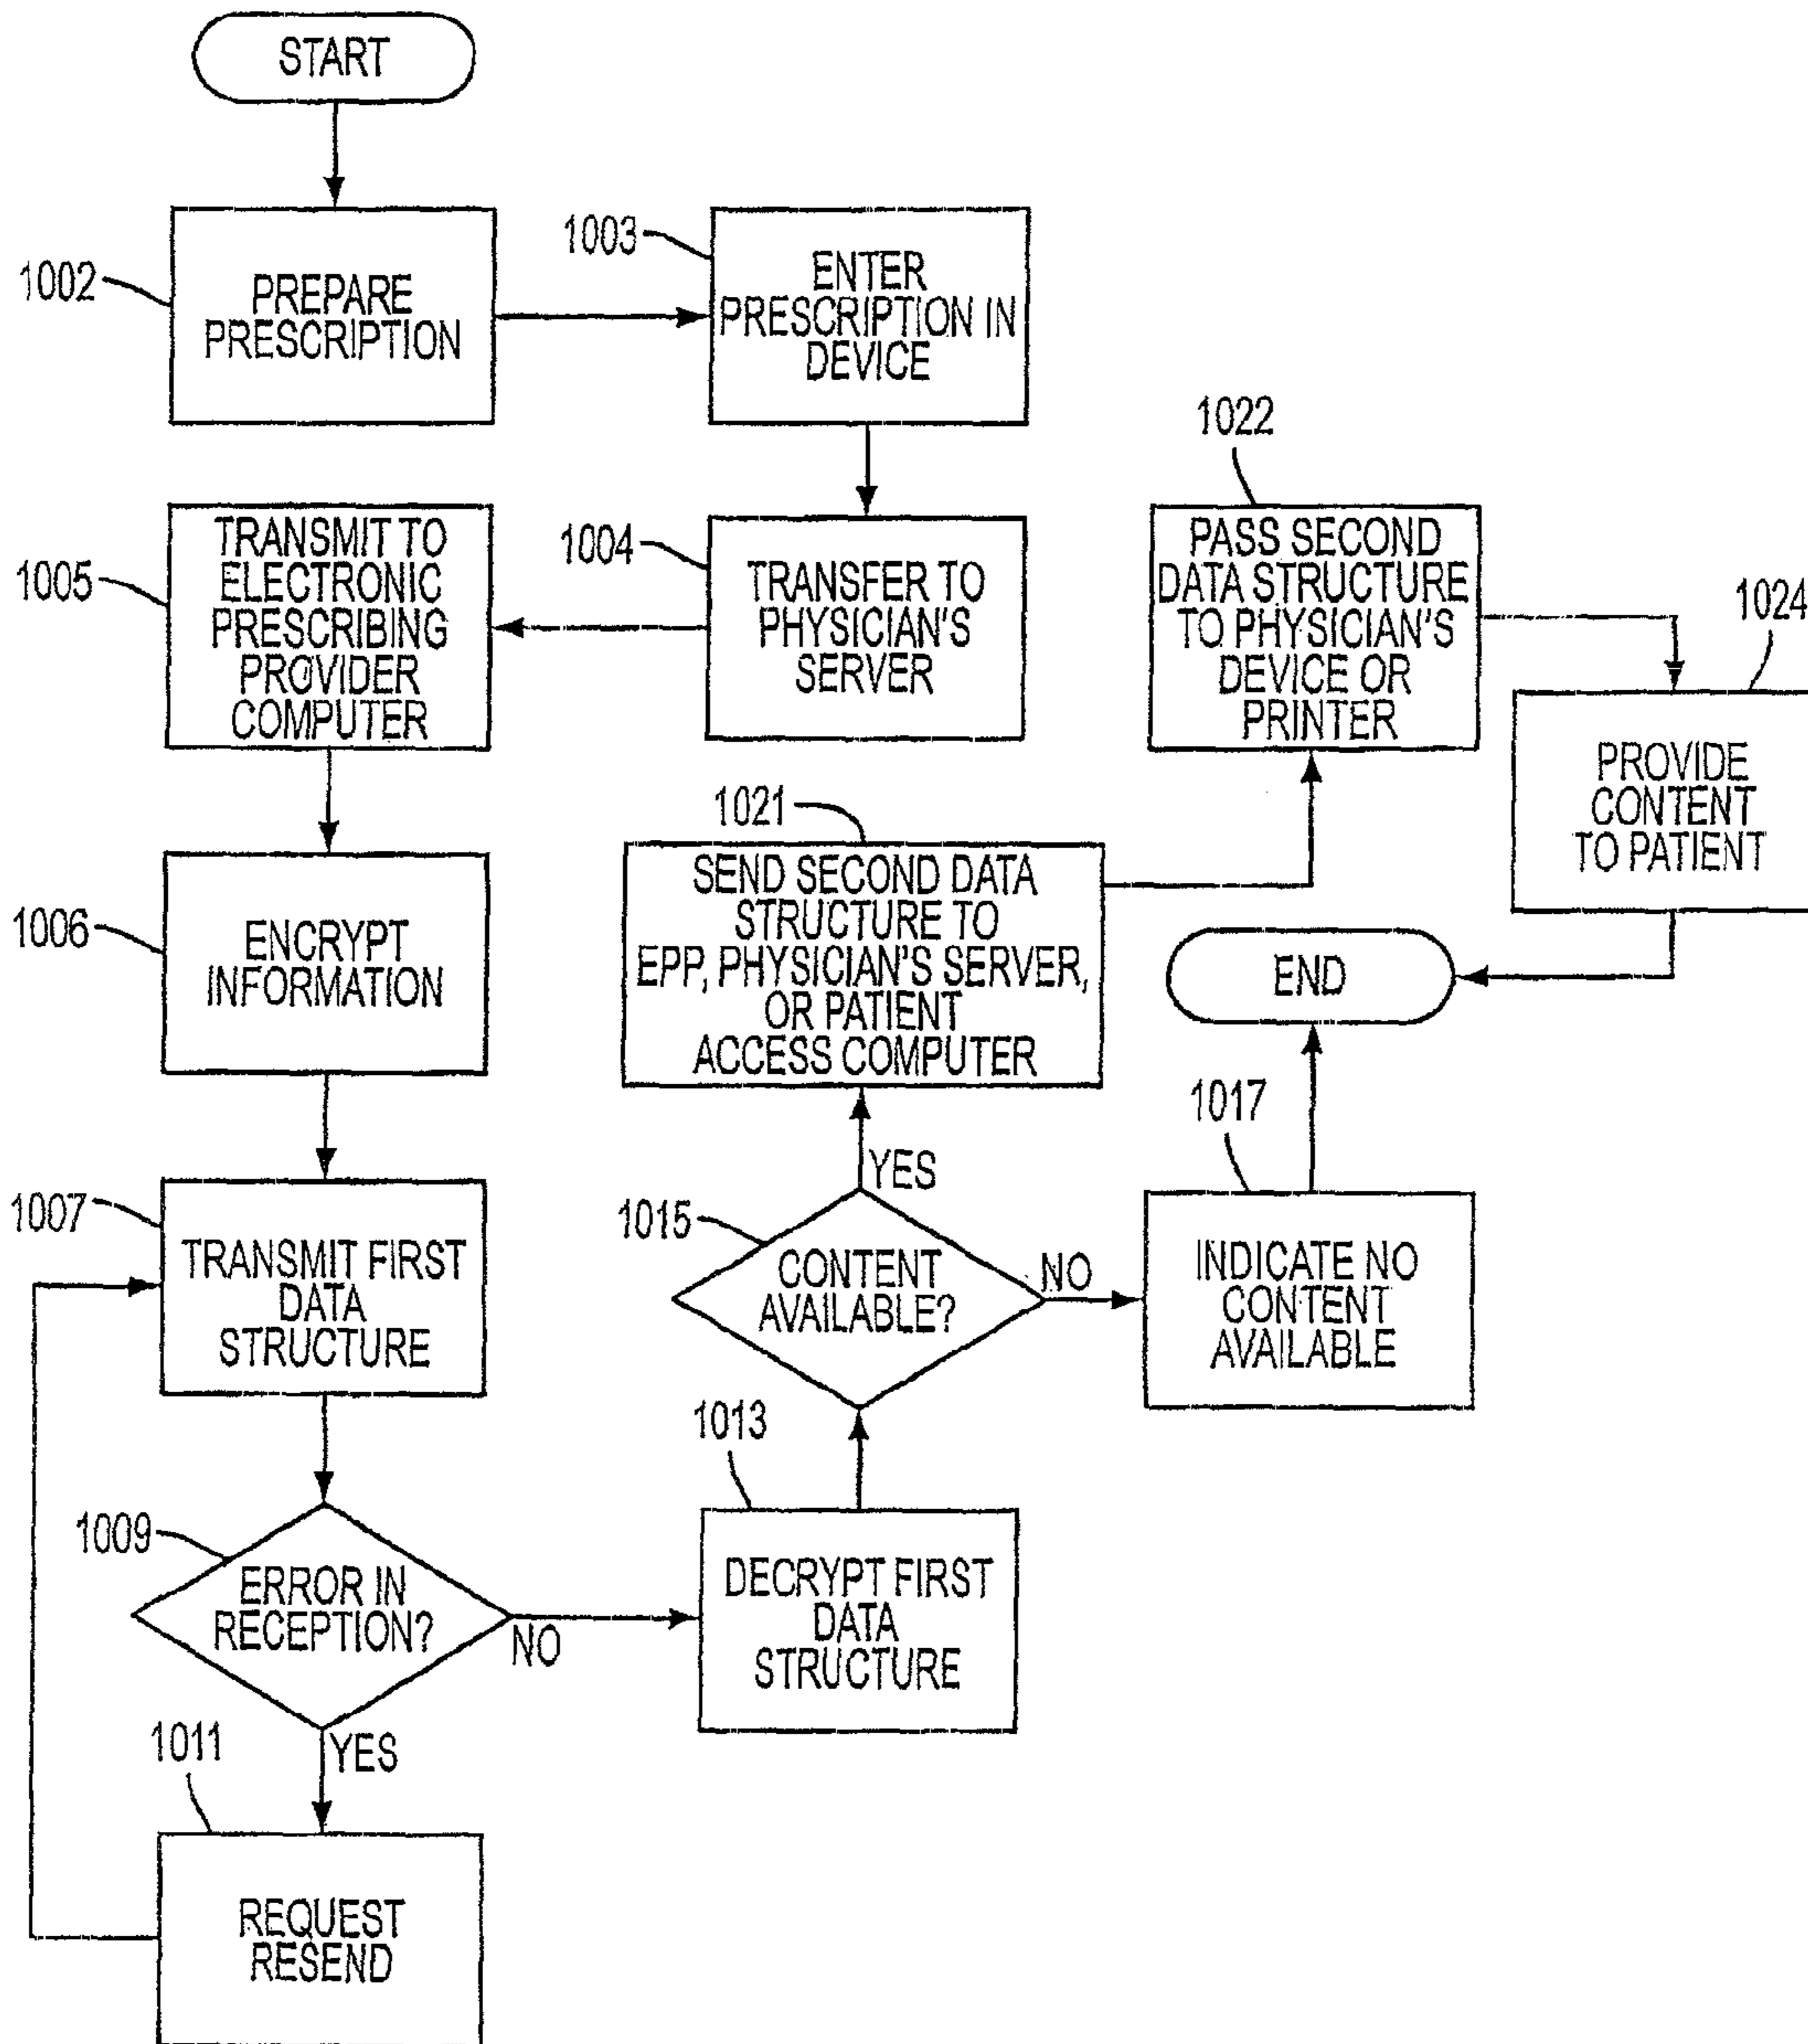 START
1002
PREPARE
PRESCRIPTION
1003
ENTER
PRESCRIPTION IN
DEVICE
1004
TRANSFER TO
PHYSICIAN'S
SERVER
1005
TRANSMIT TO
ELECTRONIC
PRESCRIBING
PROVIDER
COMPUTER
1006
ENCRYPT
INFORMATION
1007
TRANSMIT FIRST
DATA
STRUCTURE
1009
ERROR IN
RECEPTION?
NO
YES
1011
REQUEST
RESEND
1013
DECRYPT FIRST
DATA
STRUCTURE
1015
CONTENT
AVAILABLE?
YES
NO
1017
INDICATE NO
CONTENT
AVAILABLE
1021
SEND SECOND DATA
STRUCTURE TO
EPP, PHYSICIAN'S SERVER,
OR PATIENT
ACCESS COMPUTER
1022
PASS SECOND
DATA STRUCTURE
TO PHYSICIAN'S
DEVICE OR
PRINTER
1024
PROVIDE
CONTENT
TO PATIENT
END